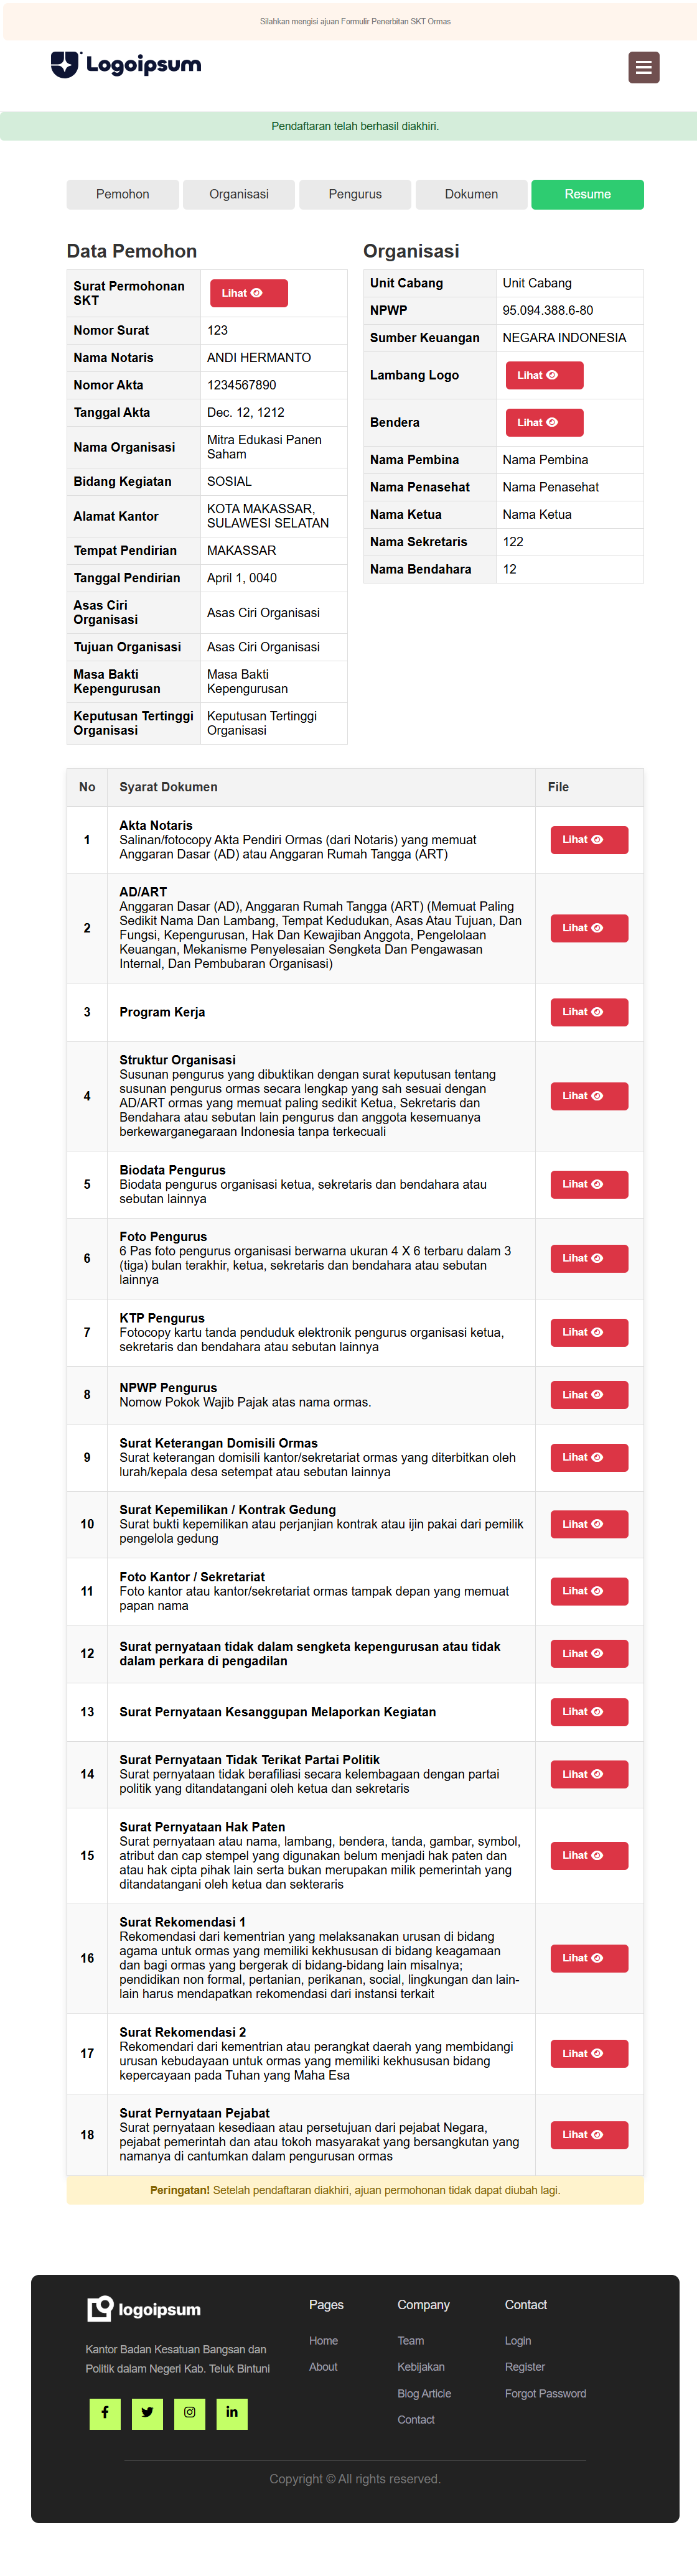 Silahkan mengisi ajuan Formulir Penerbitan SKT Ormas
Logoipsum
Pendaftaran telah berhasil diakhiri.
Pemohon
Organisasi
Pengurus
Dokumen
Resume
Data Pemohon
Surat Permohonan
SKT
Lihat
Nomor Surat
123
Nama Notaris
ANDI HERMANTO
Nomor Akta
1234567890
Tanggal Akta
Dec. 12, 1212
Nama Organisasi
Mitra Edukasi Panen
Saham
Bidang Kegiatan
SOSIAL
Alamat Kantor
KOTA MAKASSAR,
SULAWESI SELATAN
Tempat Pendirian
MAKASSAR
Tanggal Pendirian
April 1, 0040
Asas Ciri
Organisasi
Asas Ciri Organisasi
Tujuan Organisasi
Asas Ciri Organisasi
Masa Bakti
Kepengurusan
Masa Bakti
Kepengurusan
Keputusan Tertinggi
Organisasi
Keputusan Tertinggi
Organisasi
Organisasi
Unit Cabang
Unit Cabang
NPWP
95.094.388.6-80
Sumber Keuangan
NEGARA INDONESIA
Lambang Logo
Lihat
Bendera
Lihat
Nama Pembina
Nama Pembina
Nama Penasehat
Nama Penasehat
Nama Ketua
Nama Ketua
Nama Sekretaris
122
Nama Bendahara
12
No
Syarat Dokumen
File
1
Akta Notaris
Salinan/fotocopy Akta Pendiri Ormas (dari Notaris) yang memuat
Anggaran Dasar (AD) atau Anggaran Rumah Tangga (ART)
Lihat
2
AD/ART
Anggaran Dasar (AD), Anggaran Rumah Tangga (ART) (Memuat Paling
Sedikit Nama Dan Lambang, Tempat Kedudukan, Asas Atau Tujuan, Dan
Fungsi, Kepengurusan, Hak Dan Kewajiban Anggota, Pengelolaan
Keuangan, Mekanisme Penyelesaian Sengketa Dan Pengawasan
Internal, Dan Pembubaran Organisasi)
Lihat
3
Program Kerja
Lihat
4
Struktur Organisasi
Susunan pengurus yang dibuktikan dengan surat keputusan tentang
susunan pengurus ormas secara lengkap yang sah sesuai dengan
AD/ART ormas yang memuat paling sedikit Ketua, Sekretaris dan
Bendahara atau sebutan lain pengurus dan anggota kesemuanya
berkewarganegaraan Indonesia tanpa terkecuali
Lihat
5
Biodata Pengurus
Biodata pengurus organisasi ketua, sekretaris dan bendahara atau
sebutan lainnya
Lihat
6
Foto Pengurus
6 Pas foto pengurus organisasi berwarna ukuran 4 X 6 terbaru dalam 3
(tiga) bulan terakhir, ketua, sekretaris dan bendahara atau sebutan
lainnya
Lihat
7
KTP Pengurus
Fotocopy kartu tanda penduduk elektronik pengurus organisasi ketua,
sekretaris dan bendahara atau sebutan lainnya
Lihat
8
NPWP Pengurus
Nomow Pokok Wajib Pajak atas nama ormas.
Lihat
9
Surat Keterangan Domisili Ormas
Surat keterangan domisili kantor/sekretariat ormas yang diterbitkan oleh
lurah/kepala desa setempat atau sebutan lainnya
Lihat
10
Surat Kepemilikan / Kontrak Gedung
Surat bukti kepemilikan atau perjanjian kontrak atau ijin pakai dari pemilik
pengelola gedung
Lihat
11
Foto Kantor / Sekretariat
Foto kantor atau kantor/sekretariat ormas tampak depan yang memuat
papan nama
Lihat
12
Surat pernyataan tidak dalam sengketa kepengurusan atau tidak
dalam perkara di pengadilan
Lihat
13
Surat Pernyataan Kesanggupan Melaporkan Kegiatan
Lihat
14
Surat Pernyataan Tidak Terikat Partai Politik
Surat pernyataan tidak berafiliasi secara kelembagaan dengan partai
politik yang ditandatangani oleh ketua dan sekretaris
Lihat
15
Surat Pernyataan Hak Paten
Surat pernyataan atau nama, lambang, bendera, tanda, gambar, symbol,
atribut dan cap stempel yang digunakan belum menjadi hak paten dan
atau hak cipta pihak lain serta bukan merupakan milik pemerintah yang
ditandatangani oleh ketua dan sekteraris
Lihat
16
Surat Rekomendasi 1
Rekomendasi dari kementrian yang melaksanakan urusan di bidang
agama untuk ormas yang memiliki kekhususan di bidang keagamaan
dan bagi ormas yang bergerak di bidang-bidang lain misalnya;
pendidikan non formal, pertanian, perikanan, social, lingkungan dan lain-
lain harus mendapatkan rekomendasi dari instansi terkait
Lihat
17
Surat Rekomendasi 2
Rekomendari dari kementrian atau perangkat daerah yang membidangi
urusan kebudayaan untuk ormas yang memiliki kekhususan bidang
kepercayaan pada Tuhan yang Maha Esa
Lihat
18
Surat Pernyataan Pejabat
Surat pernyataan kesediaan atau persetujuan dari pejabat Negara,
pejabat pemerintah dan atau tokoh masyarakat yang bersangkutan yang
namanya di cantumkan dalam pengurusan ormas
Lihat
Peringatan! Setelah pendaftaran diakhiri, ajuan permohonan tidak dapat diubah lagi.
logoipsum
Kantor Badan Kesatuan Bangsan dan
Politik dalam Negeri Kab. Teluk Bintuni
Pages
Home
About
Company
Team
Kebijakan
Blog Article
Contact
Contact
Login
Register
Forgot Password
Copyright © All rights reserved.